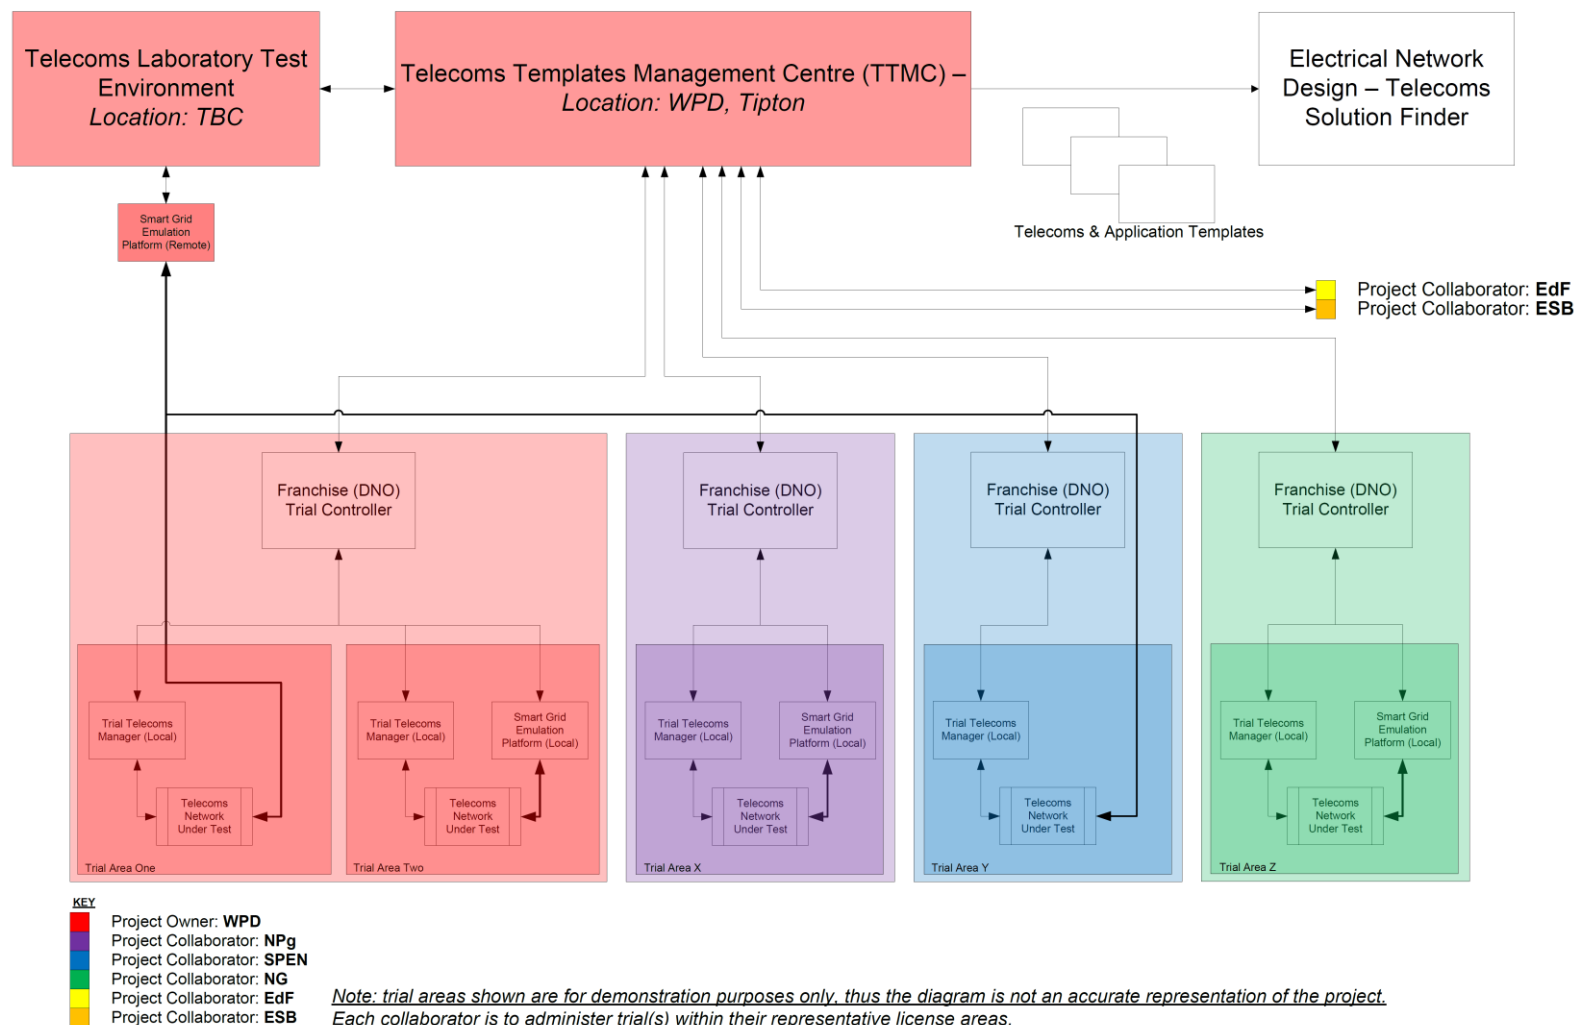 Telecoms Laboratory Test
Environment
Location: TBC
Telecoms Templates Management Centre (TTMC) –
Location: WPD, Tipton
Electrical Network
Design – Telecoms
Solution Finder
Smart Grid
Emulation
Platform (Remote)
Telecoms & Application Templates
Project Collaborator: EdF
Project Collaborator: ESB
Franchise (DNO)
Trial Controller
Franchise (DNO)
Trial Controller
Franchise (DNO)
Trial Controller
Franchise (DNO)
Trial Controller
Trial Telecoms
Manager (Local)
Telecoms
Network
Under Test
Trial Area One
Trial Telecoms
Manager (Local)
Smart Grid
Emulation
Platform (Local)
Telecoms
Network
Under Test
Trial Area Two
Trial Telecoms
Manager (Local)
Smart Grid
Emulation
Platform (Local)
Telecoms
Network
Under Test
Trial Area X
Trial Telecoms
Manager (Local)
Telecoms
Network
Under Test
Trial Area Y
Trial Telecoms
Manager (Local)
Smart Grid
Emulation
Platform (Local)
Telecoms
Network
Under Test
Trial Area Z
KEY
Project Owner: WPD
Project Collaborator: NPg
Project Collaborator: SPEN
Project Collaborator: NG
Project Collaborator: EdF
Project Collaborator: ESB
Note: trial areas shown are for demonstration purposes only, thus the diagram is not an accurate representation of the project.
Each collaborator is to administer trial(s) within their representative license areas.